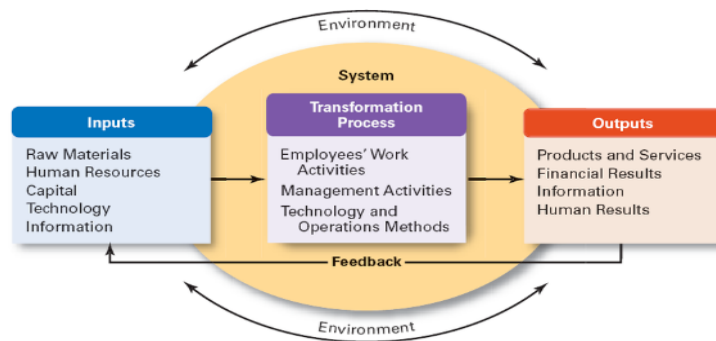 Environment
System
Inputs
Raw Materials
Human Resources
Capital
Technology
Information
Transformation
Process
Employees' Work
Activities
Management Activities
Technology and
Operations Methods
Outputs
Products and Services
Financial Results
Information
Human Results
Feedback
Environment